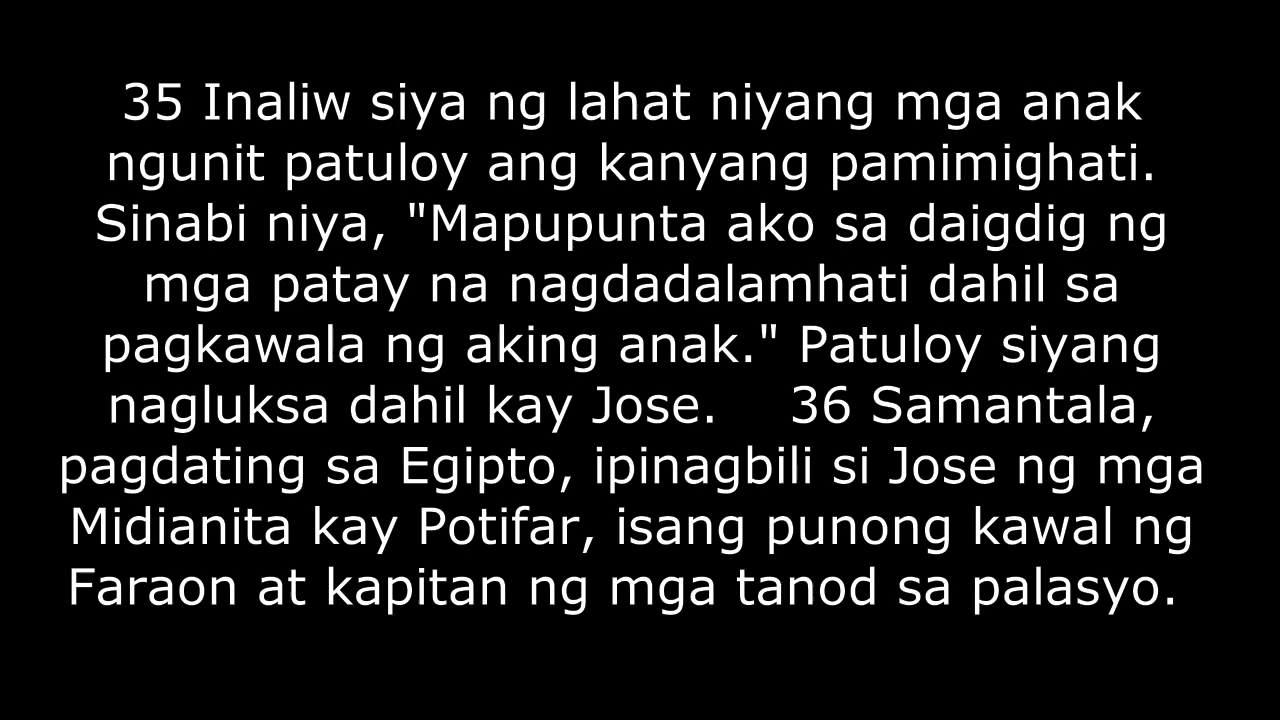 35 Inaliw siya ng lahat niyang mga anak
ngunit patuloy ang kanyang pamimighati.
Sinabi niya, "Mapupunta ako sa daigdig ng
mga patay na nagdadalamhati dahil sa
pagkawala ng aking anak." Patuloy siyang
nagluksa dahil kay Jose. 36 Samantala,
pagdating sa Egipto, ipinagbili si Jose ng mga
Midianita kay Potifar, isang punong kawal ng
Faraon at kapitan ng mga tanod sa palasyo.